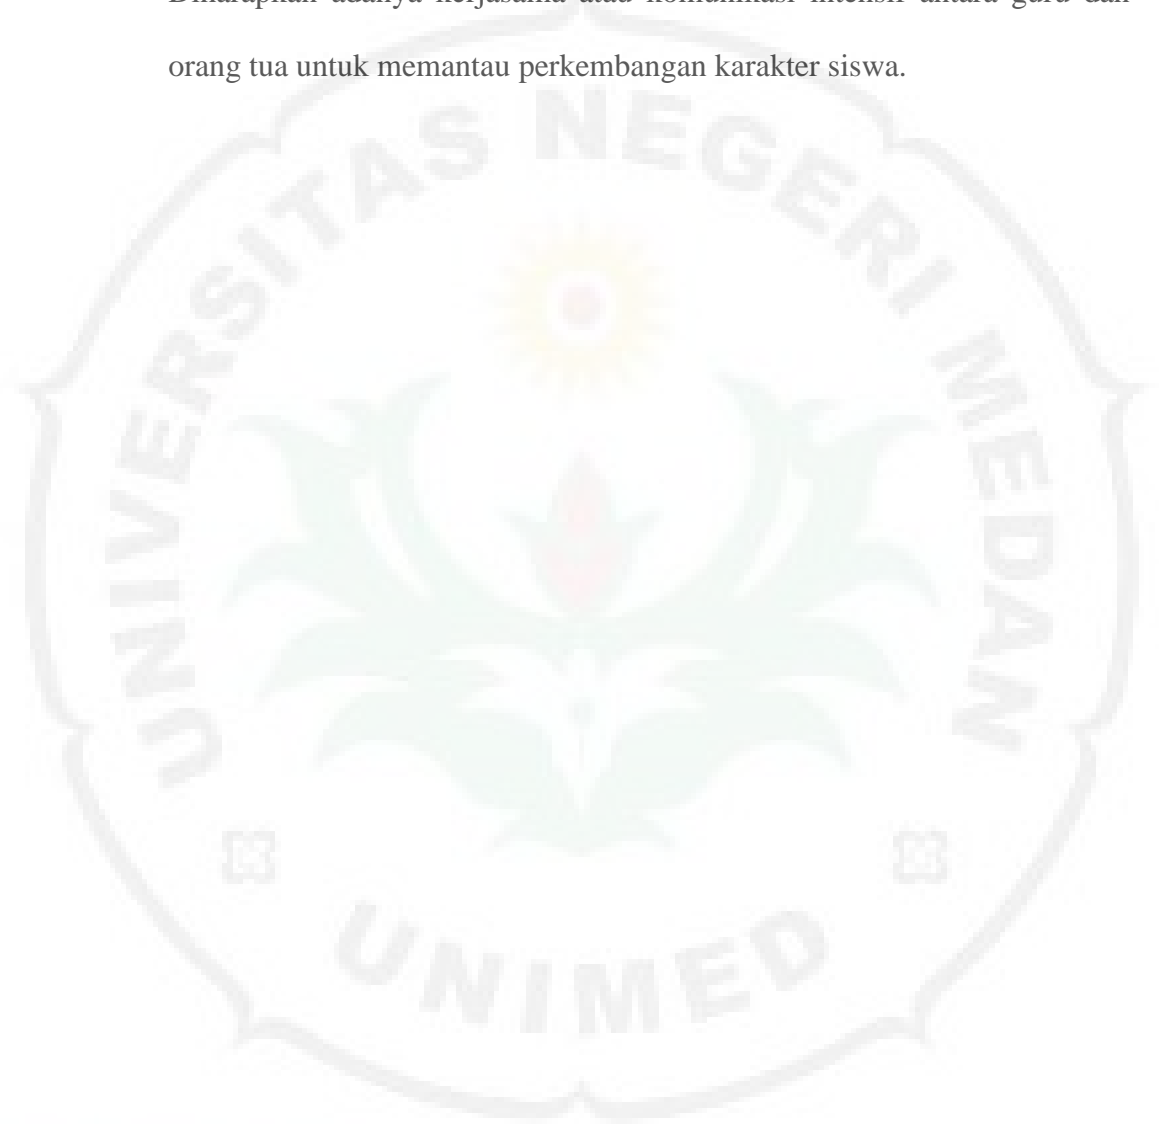 Diharapkan adanya kerjasama atau komunikasi intensif antara guru dan
orang tua untuk memantau perkembangan karakter siswa.
UNIVERSITAS NEGERI MEDAN
UNIMED